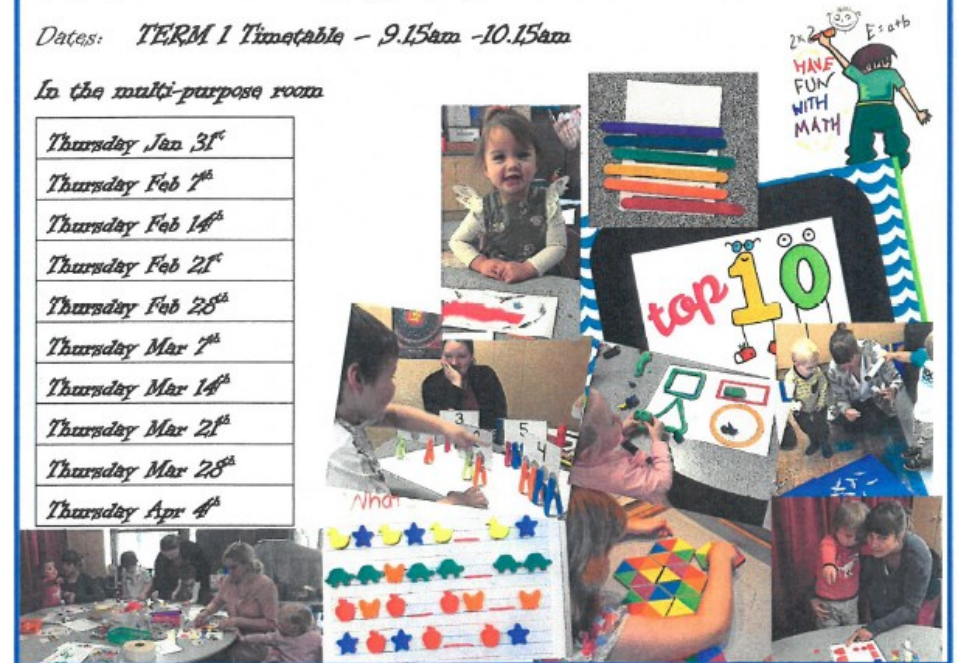 Dates: TERM 1 Timetable – 9.15am -10.15am
In the multi-purpose room
Thursday Jan 31st
Thursday Feb 7th
Thursday Feb 14th
Thursday Feb 21st
Thursday Feb 28th
Thursday Mar 7th
Thursday Mar 14th
Thursday Mar 21th
Thursday Mar 28th
Thursday Apr 4th
2x2
E=a+b
HAVE
FUN
WITH
MATH
top 10
3
5
4
What